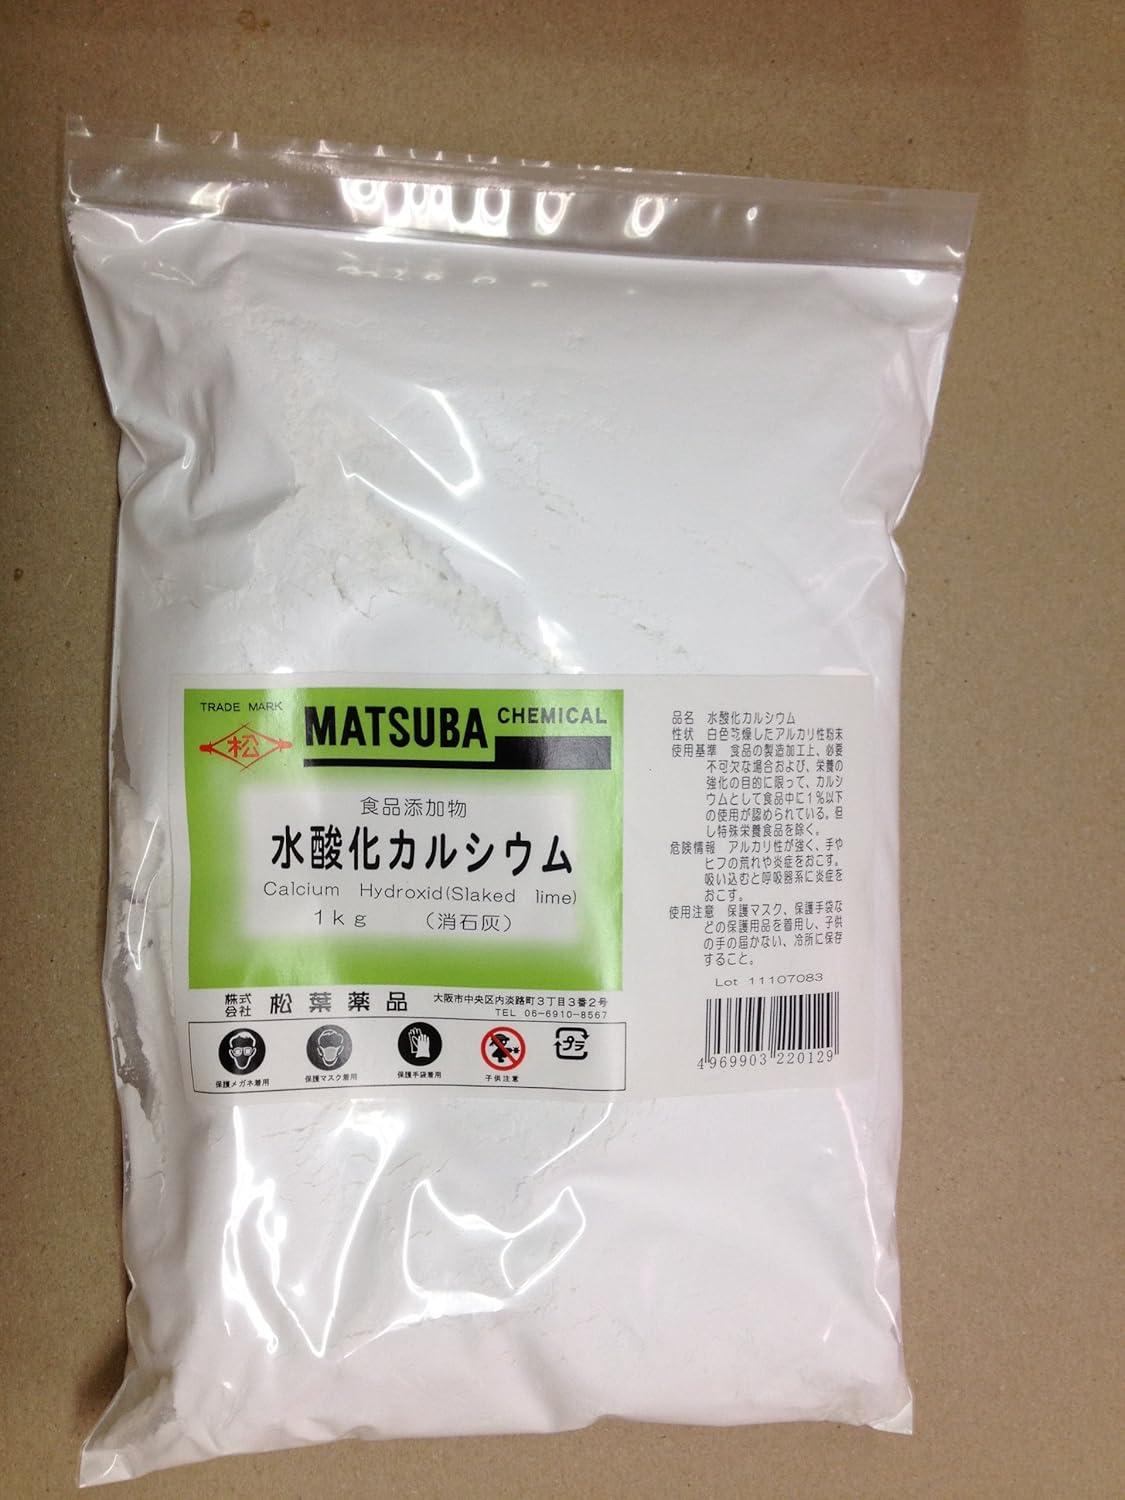 TRADE MARK
松
MATSUBA CHEMICAL
食品添加物
水酸化カルシウム
Calcium Hydroxid(Slaked lime)
1kg (消石灰)
株式会社 松葉薬品
大阪市中央区内淡路町3丁目3番2号
TEL 06-6910-8567
保護メガネ着用
保護マスク着用
保護手袋着用
子供注意
プラ
品名 水酸化カルシウム
性状 白色乾燥したアルカリ性粉末
使用基準 食品の製造加工上、必要
不可欠な場合および、栄養の
強化の目的に限って、カルシ
ウムとして食品中に1%以下
の使用が認められている。但
し特殊栄養食品を除く。
危険情報 アルカリ性が強く、手や
ヒフの荒れや炎症をおこす。
吸い込むと呼吸器系に炎症を
おこす。
使用注意 保護マスク、保護手袋な
どの保護用品を着用し、子供
の手の届かない、冷所に保存
すること。
Lot 11107083
4969903220129